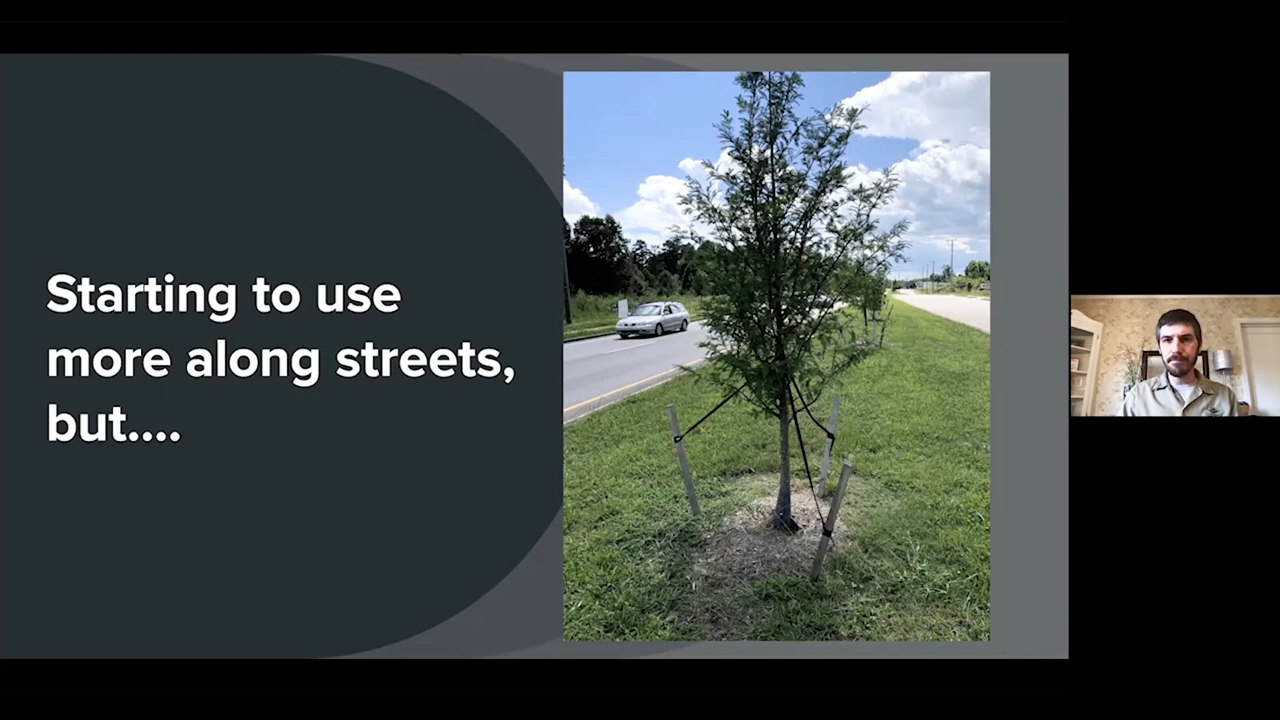 Starting to use
more along streets,
but....